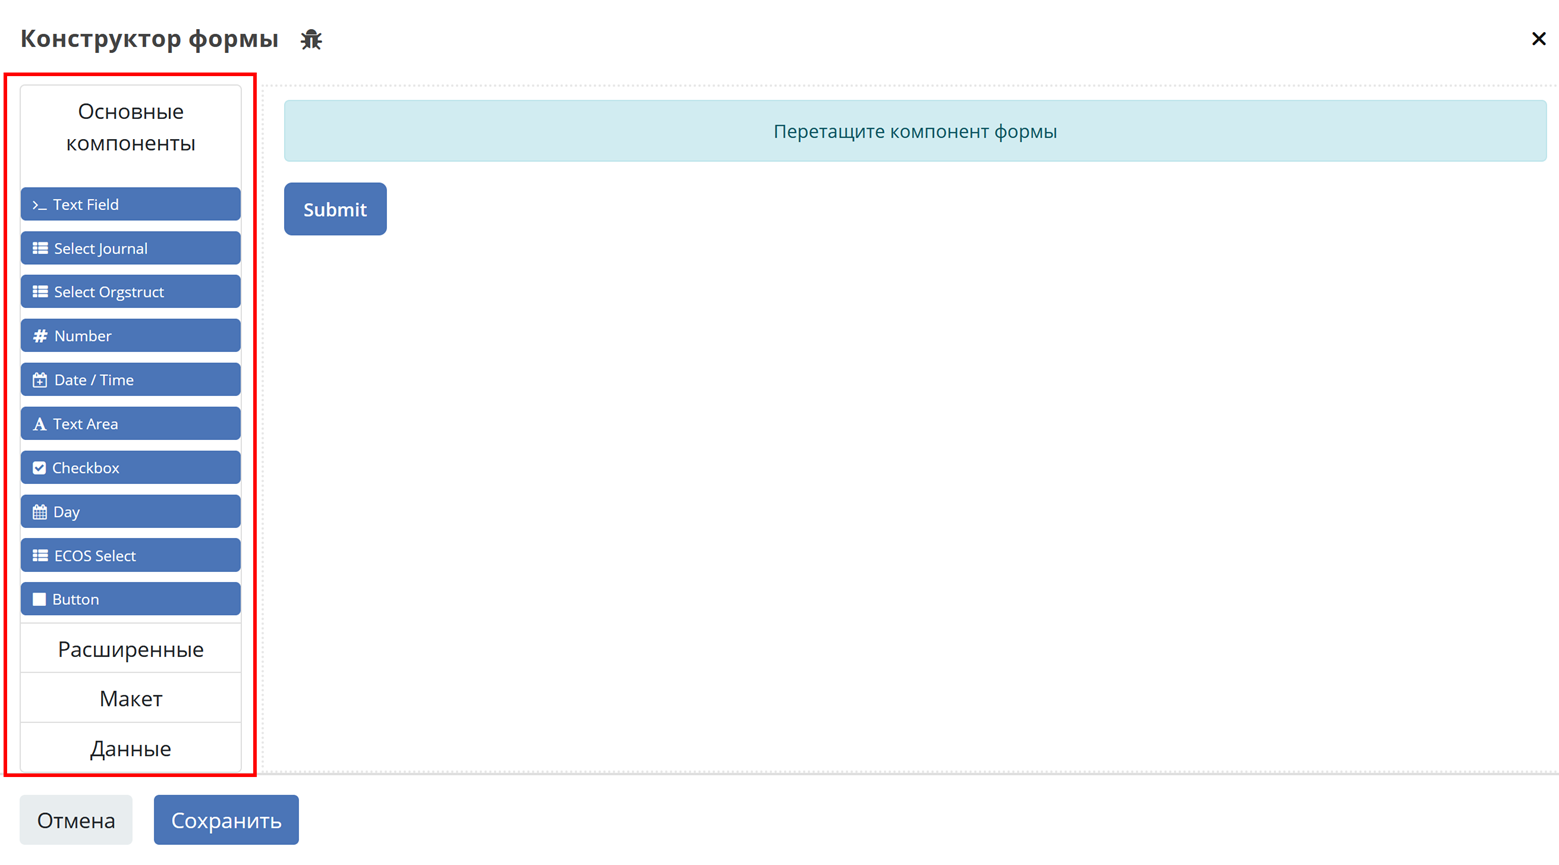 Конструктор формы
Основные
компоненты
Text Field
Select Journal
Select Orgstruct
Number
Date / Time
Text Area
Checkbox
Day
ECOS Select
Button
Расширенные
Макет
Данные
Перетащите компонент формы
Submit
Отмена
Сохранить